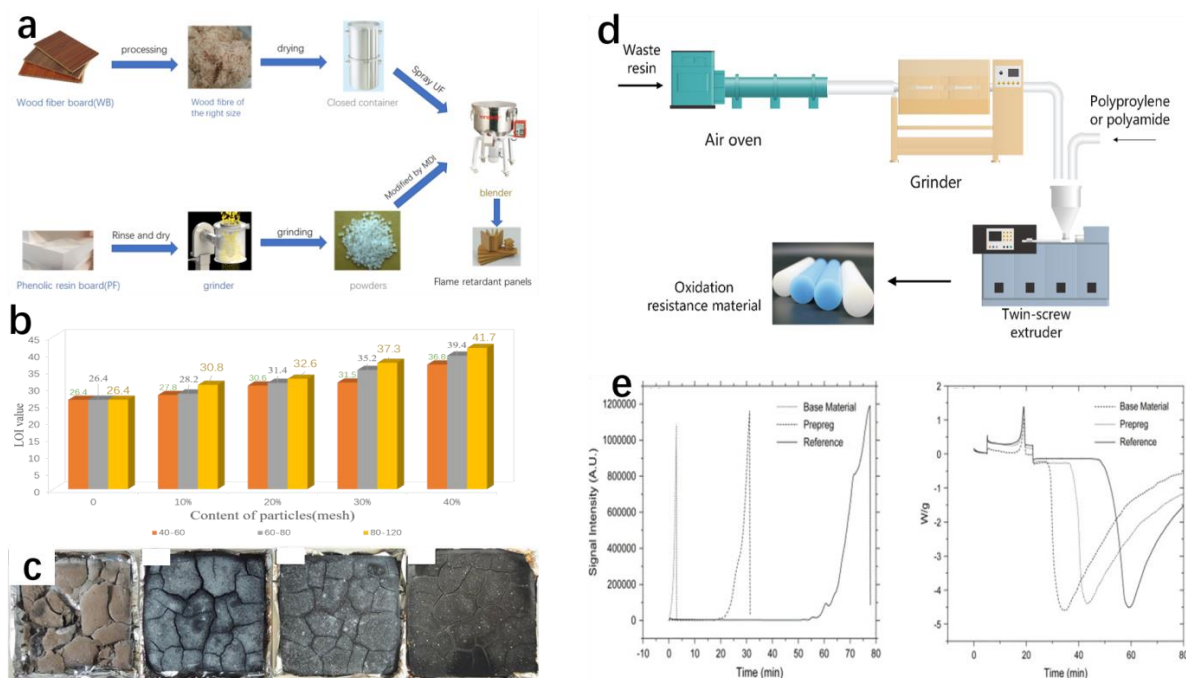 a
processing
drying
Spray UF
Wood fiber board(WB)
Wood fibre of
the right size
Closed container
Modified by MDI
blender
Rinse and dry
grinding
Phenolic resin board(PF)
grinder
powders
Flame retardant panels
b
LOI value
45
40
35
30
25
20
15
10
5
0
26.4
26.4
26.4
27.8
28.2
30.8
30.6
31.4
32.6
31.5
35.2
37.3
36.8
39.4
41.7
0
10%
20%
30%
40%
Content of particles(mesh)
40-60
60-80
80-120
c
d
Waste
resin
Air oven
Grinder
Polyproylene
or polyamide
Oxidation
resistance material
Twin-screw
extruder
e
Signal Intensity (A.U.)
1200000
1000000
800000
600000
400000
200000
0
Base Material
Prepreg
Reference
-10 0 10 20 30 40 50 60 70 80
Time (min)
W/g
2
1
0
-1
-2
-3
-4
-5
Base Material
Prepreg
Reference
0 20 40 60 80
Time (min)